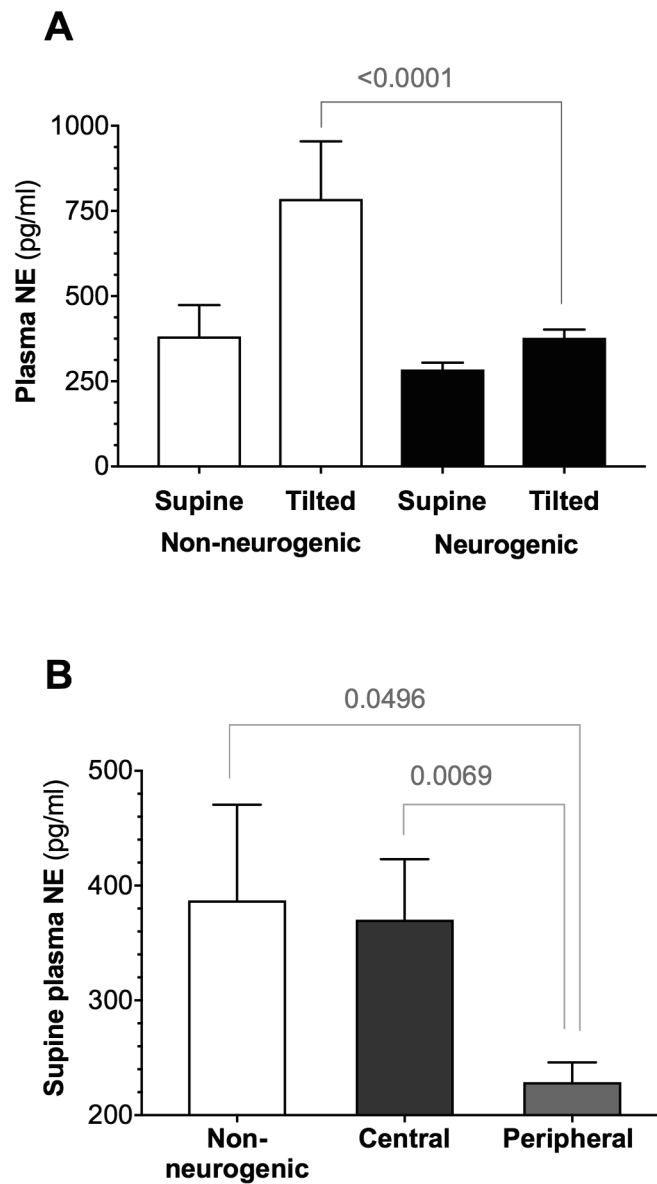 A
<0.0001
1000
750
500
250
0
Plasma NE (pg/ml)
Supine Tilted Supine Tilted
Non-neurogenic Neurogenic
B
0.0496
0.0069
500
400
300
200
Supine plasma NE (pg/ml)
Non- Central Peripheral
neurogenic